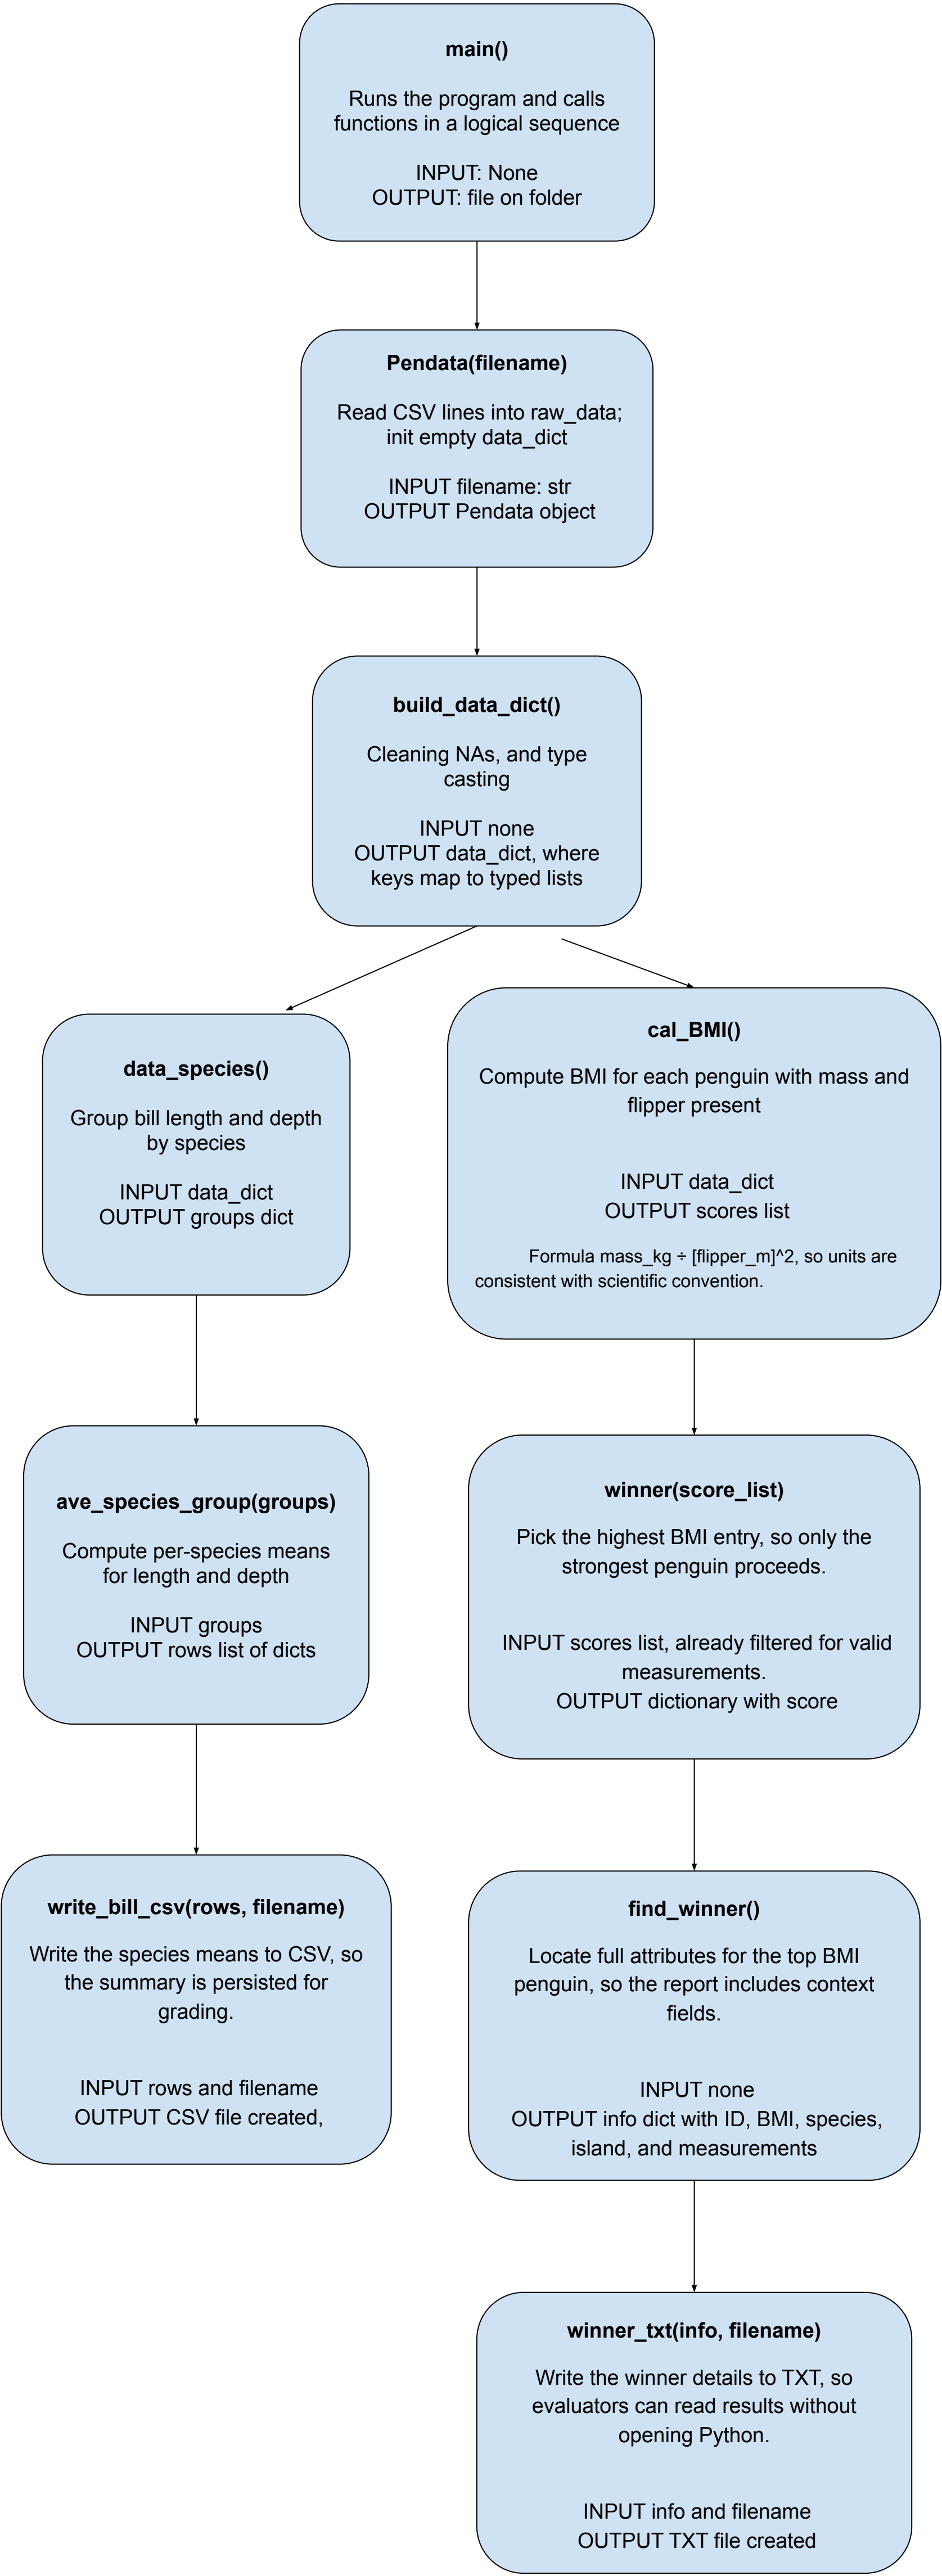 main()
Runs the program and calls
functions in a logical sequence
INPUT: None
OUTPUT: file on folder
Pendata(filename)
Read CSV lines into raw_data;
init empty data_dict
INPUT filename: str
OUTPUT Pendata object
build_data_dict()
Cleaning NAs, and type
casting
INPUT none
OUTPUT data_dict, where
keys map to typed lists
data_species()
Group bill length and depth
by species
INPUT data_dict
OUTPUT groups dict
ave_species_group(groups)
Compute per-species means
for length and depth
INPUT groups
OUTPUT rows list of dicts
write_bill_csv(rows, filename)
Write the species means to CSV, so
the summary is persisted for
grading.
INPUT rows and filename
OUTPUT CSV file created,
cal_BMI()
Compute BMI for each penguin with mass and
flipper present
INPUT data_dict
OUTPUT scores list
Formula mass_kg ÷ [flipper_m]^2, so units are
consistent with scientific convention.
winner(score_list)
Pick the highest BMI entry, so only the
strongest penguin proceeds.
INPUT scores list, already filtered for valid
measurements.
OUTPUT dictionary with score
find_winner()
Locate full attributes for the top BMI
penguin, so the report includes context
fields.
INPUT none
OUTPUT info dict with ID, BMI, species,
island, and measurements
winner_txt(info, filename)
Write the winner details to TXT, so
evaluators can read results without
opening Python.
INPUT info and filename
OUTPUT TXT file created